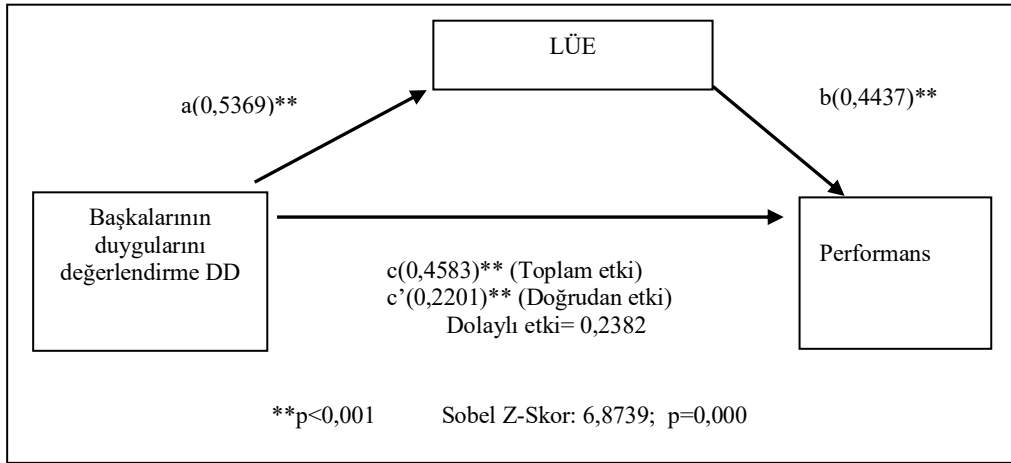 LÜE
a(0,5369)**
b(0,4437)**
Başkalarının
duygularını
değerlendirme DD
Performans
c(0,4583)** (Toplam etki)
c’(0,2201)** (Doğrudan etki)
Dolaylı etki= 0,2382
**p<0,001 Sobel Z-Skor: 6,8739; p=0,000